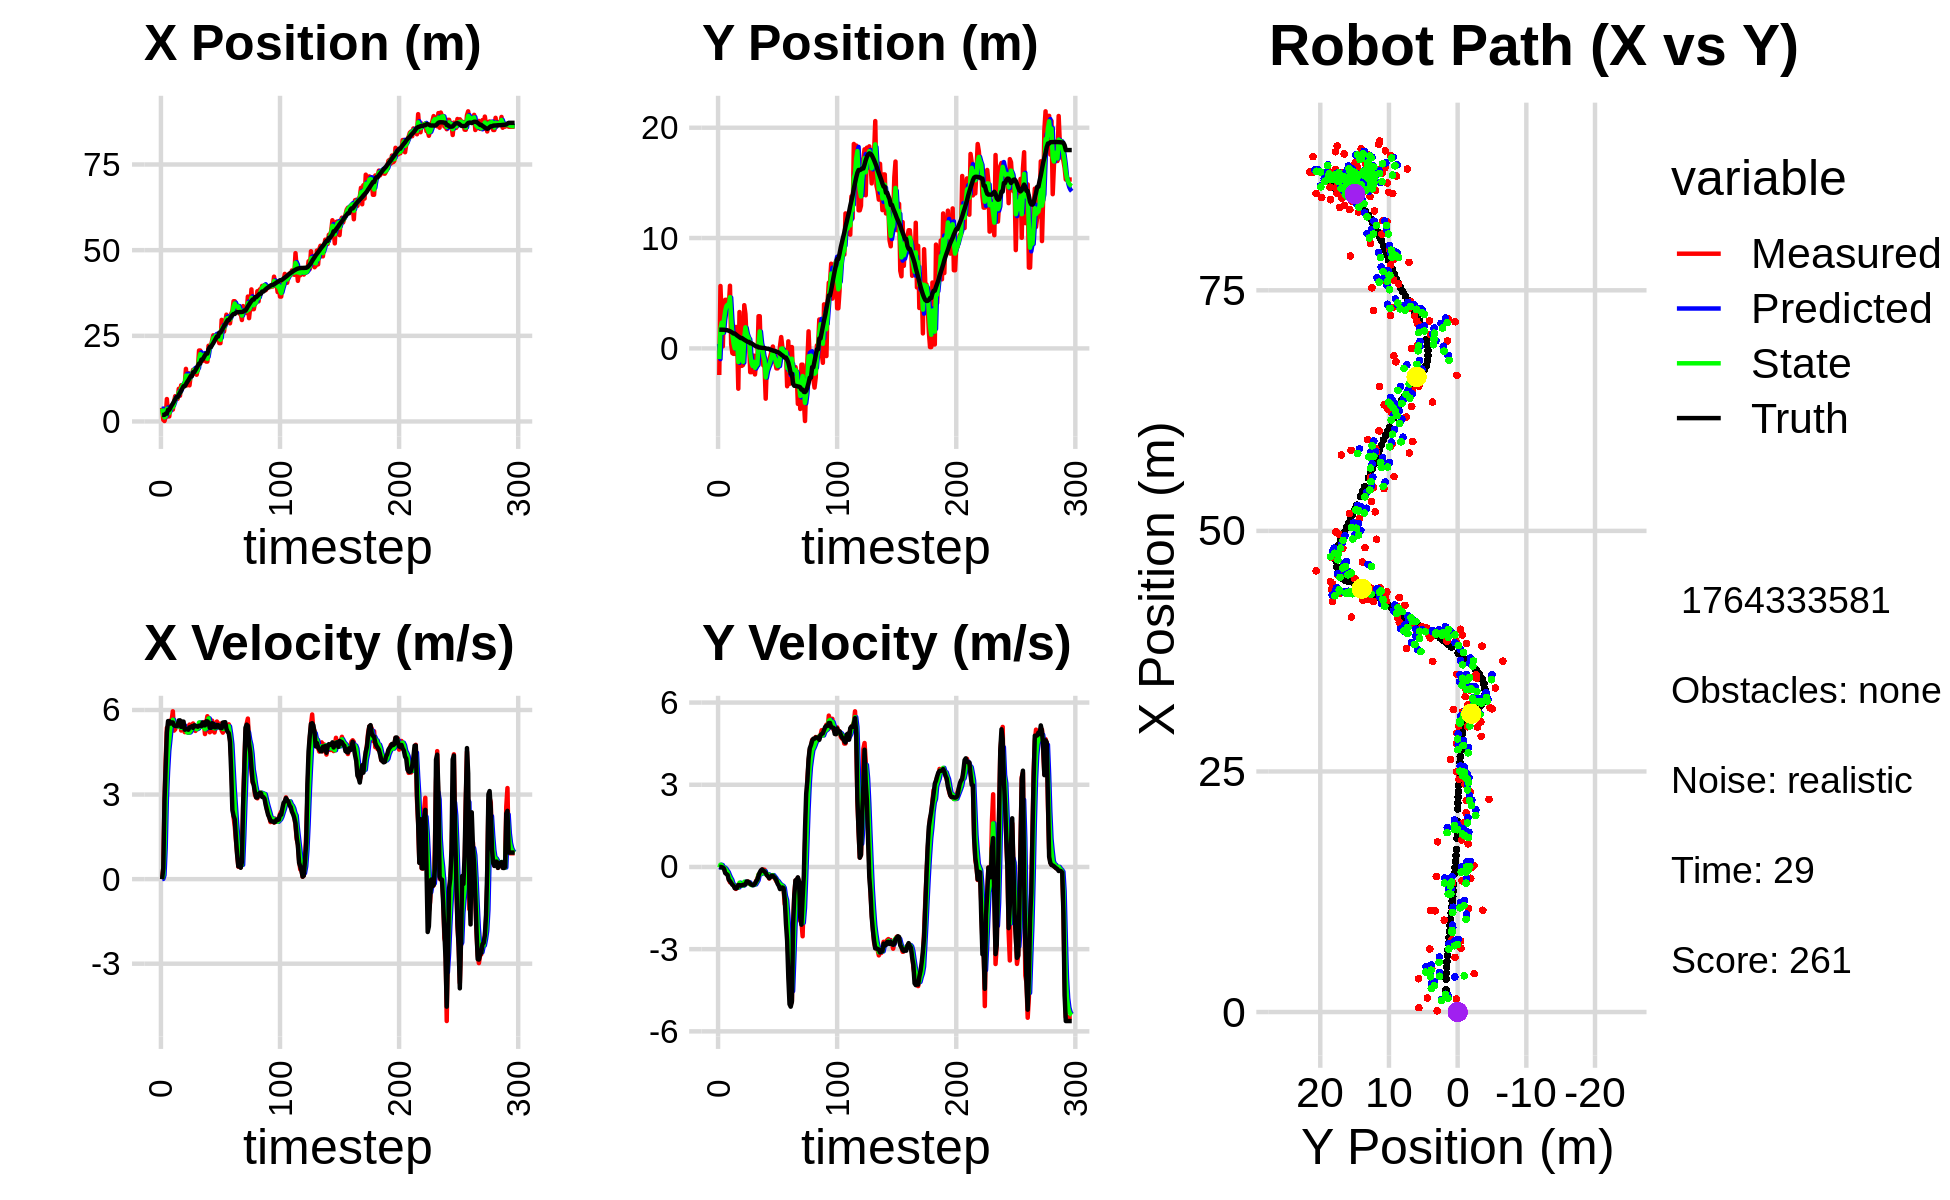 X Position (m)
75
50
25
0
0
100
200
300
timestep
Y Position (m)
20
10
0
0
100
200
300
timestep
X Velocity (m/s)
6
3
0
-3
0
100
200
300
timestep
Y Velocity (m/s)
6
3
0
-3
-6
0
100
200
300
timestep
Robot Path (X vs Y)
X Position (m)
75
50
25
0
20 10 0 -10 -20
Y Position (m)
variable
Measured
Predicted
State
Truth
1764333581
Obstacles: none
Noise: realistic
Time: 29
Score: 261